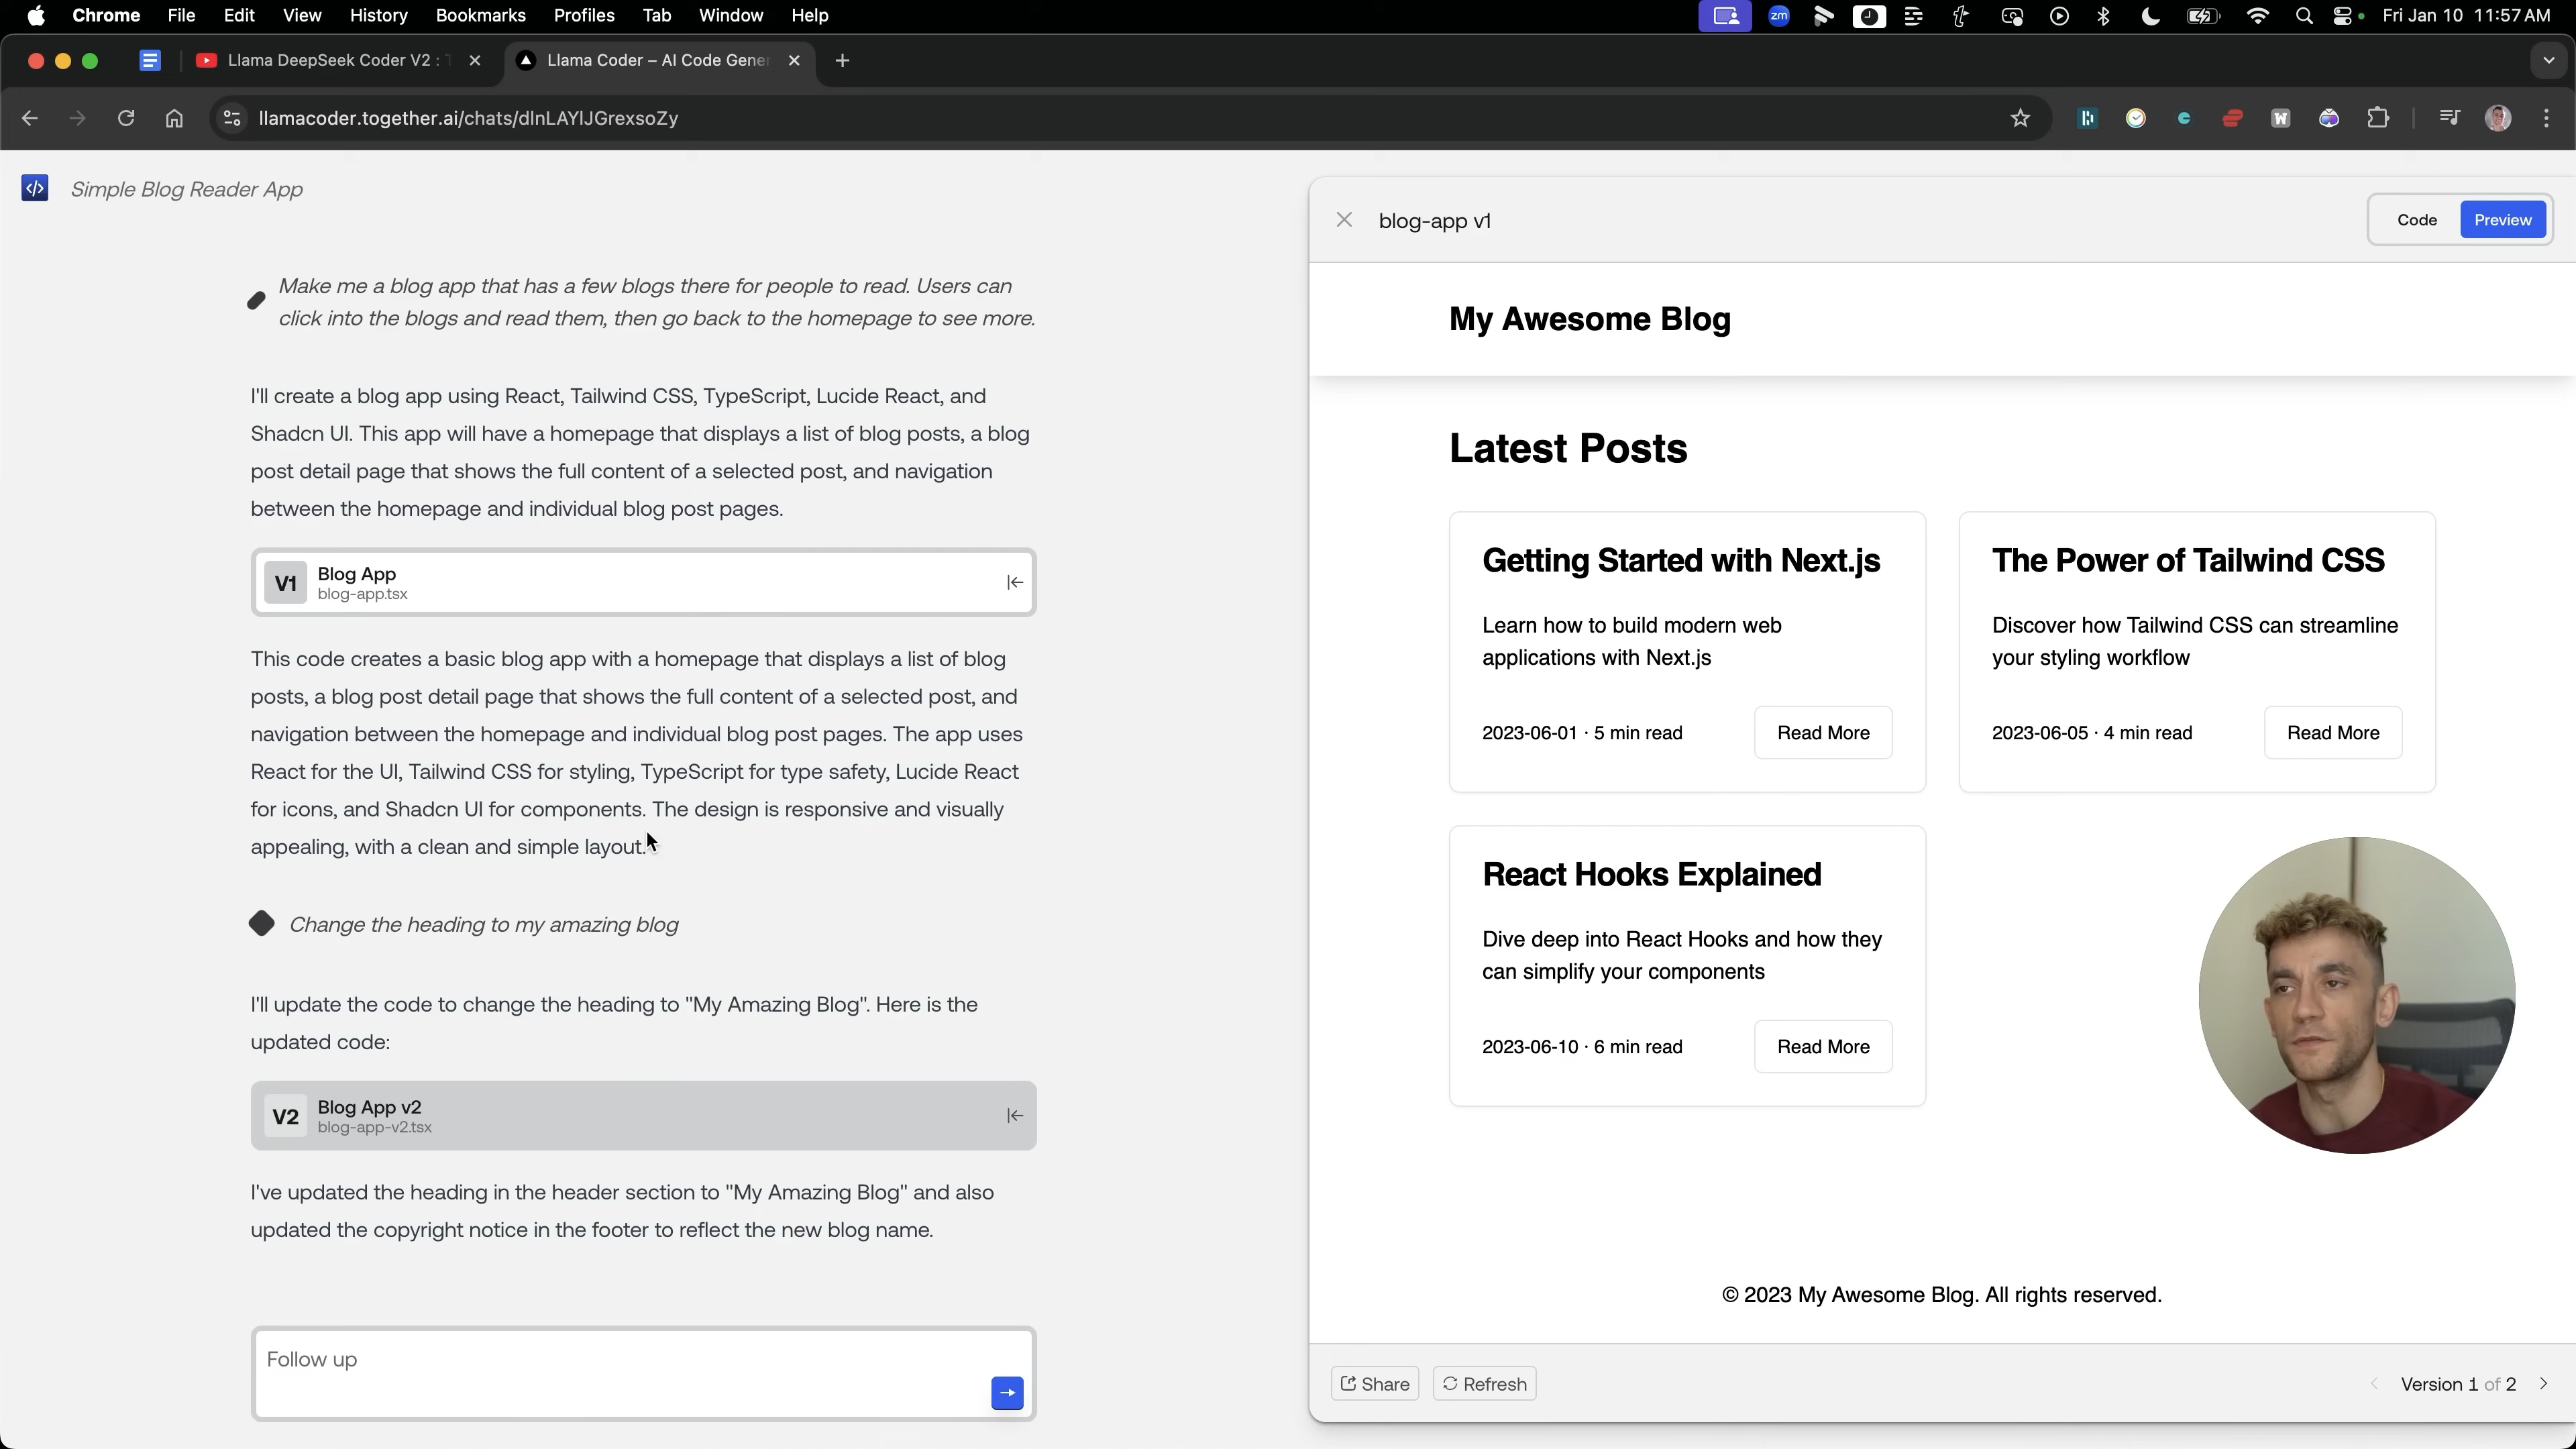 Chrome File Edit View History Bookmarks Profiles Tab Window Help zm Fri Jan 10 11:57 AM
Llama DeepSeek Coder V2 : Llama Coder – AI Code Gener
llamacoder.together.ai/chats/dlnLAYlJGrexsoZy
Simple Blog Reader App
Make me a blog app that has a few blogs there for people to read. Users can
click into the blogs and read them, then go back to the homepage to see more.
I'll create a blog app using React, Tailwind CSS, TypeScript, Lucide React, and
Shadcn UI. This app will have a homepage that displays a list of blog posts, a blog
post detail page that shows the full content of a selected post, and navigation
between the homepage and individual blog post pages.
V1 Blog App
blog-app.tsx
This code creates a basic blog app with a homepage that displays a list of blog
posts, a blog post detail page that shows the full content of a selected post, and
navigation between the homepage and individual blog post pages. The app uses
React for the UI, Tailwind CSS for styling, TypeScript for type safety, Lucide React
for icons, and Shadcn UI for components. The design is responsive and visually
appealing, with a clean and simple layout.
Change the heading to my amazing blog
I'll update the code to change the heading to "My Amazing Blog". Here is the
updated code:
V2 Blog App v2
blog-app-v2.tsx
I've updated the heading in the header section to "My Amazing Blog" and also
updated the copyright notice in the footer to reflect the new blog name.
Follow up
blog-app v1
Code Preview
My Awesome Blog
Latest Posts
Getting Started with Next.js
Learn how to build modern web
applications with Next.js
2023-06-01 · 5 min read Read More
The Power of Tailwind CSS
Discover how Tailwind CSS can streamline
your styling workflow
2023-06-05 · 4 min read Read More
React Hooks Explained
Dive deep into React Hooks and how they
can simplify your components
2023-06-10 · 6 min read Read More
© 2023 My Awesome Blog. All rights reserved.
Share Refresh Version 1 of 2